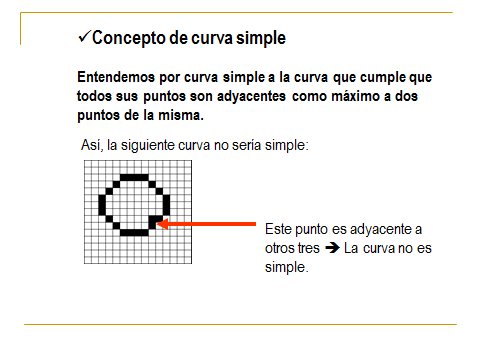 ✓Concepto de curva simple
Entendemos por curva simple a la curva que cumple que
todos sus puntos son adyacentes como máximo a dos
puntos de la misma.
Así, la siguiente curva no sería simple:
Este punto es adyacente a
otros tres ➔ La curva no es
simple.